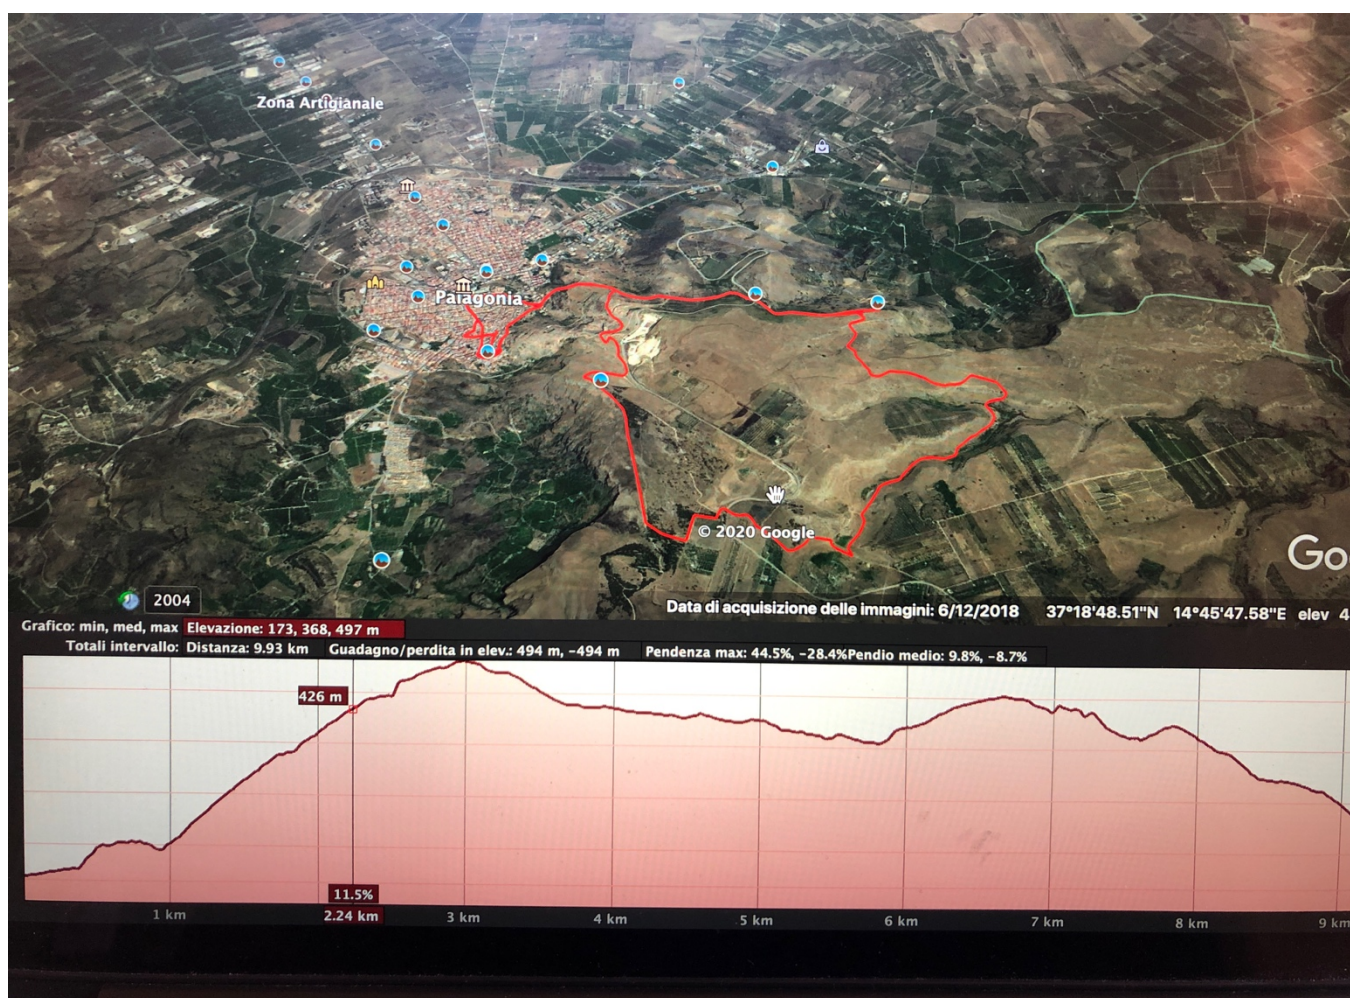 Zona Artigianale
Palagonia
© 2020 Google
Go
2004
Data di acquisizione delle immagini: 6/12/2018 37°18'48.51"N 14°45'47.58"E elev 4
Grafico: min, med, max Elevazione: 173, 368, 497 m
Totali intervallo: Distanza: 9.93 km Guadagno/perdita in elev.: 494 m, -494 m Pendenza max: 44.5%, -28.4% Pendio medio: 9.8%, -8.7%
426 m
11.5%
1 km 2.24 km 3 km 4 km 5 km 6 km 7 km 8 km 9 km